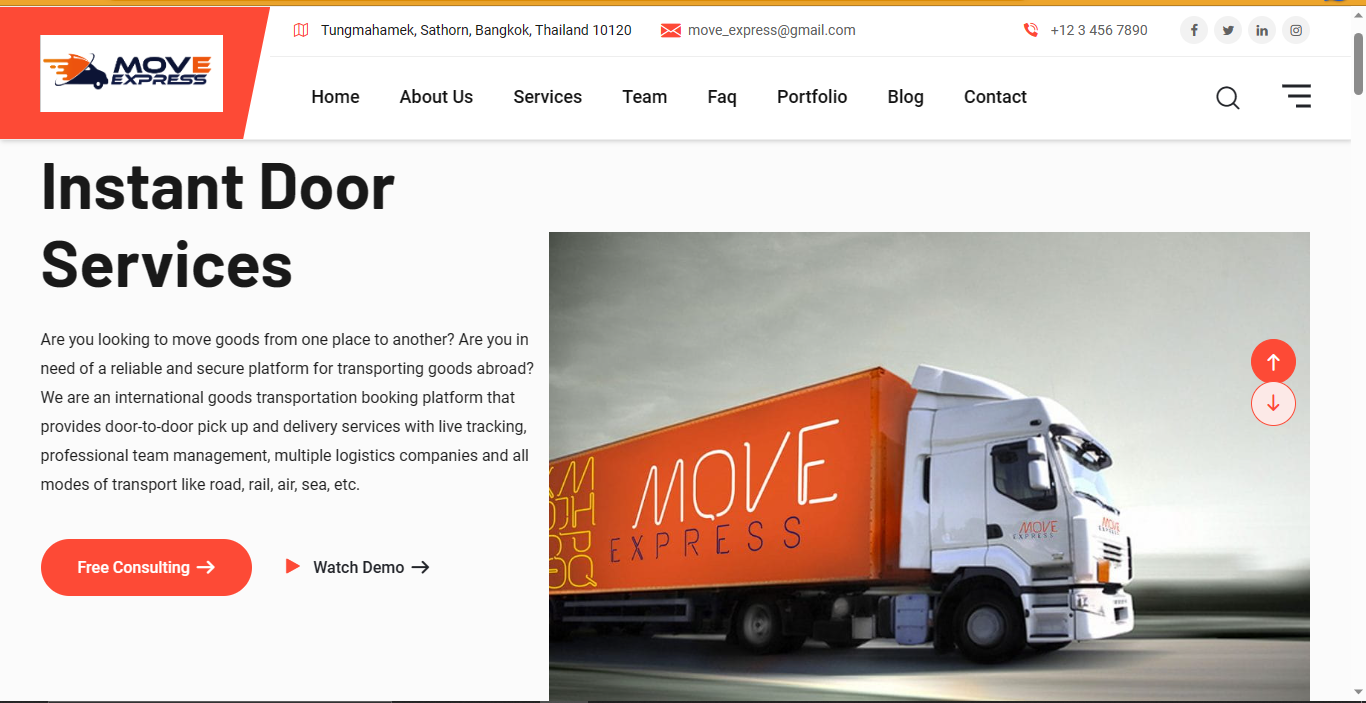 MOVE
EXPRESS
Tungmahamek, Sathorn, Bangkok, Thailand 10120
move_express@gmail.com
+12 3 456 7890
Home
About Us
Services
Team
Faq
Portfolio
Blog
Contact
Instant Door
Services
Are you looking to move goods from one place to another? Are you in
need of a reliable and secure platform for transporting goods abroad?
We are an international goods transportation booking platform that
provides door-to-door pick up and delivery services with live tracking,
professional team management, multiple logistics companies and all
modes of transport like road, rail, air, sea, etc.
Free Consulting
Watch Demo
MOVE
EXPRESS
MOVE
EXPRESS
MOVE